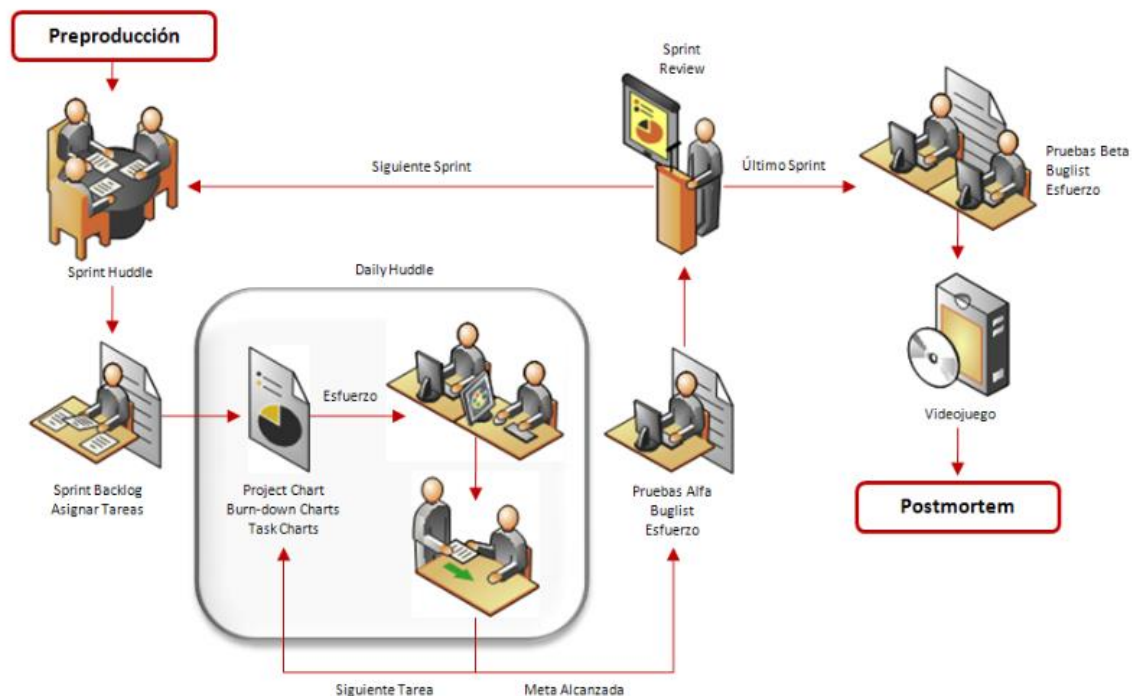 Preproducción
Sprint
Review
Pruebas Beta
Buglist
Esfuerzo
Siguiente Sprint
Último Sprint
Sprint Huddle
Daily Huddle
Esfuerzo
Videojuego
Sprint Backlog
Asignar Tareas
Project Chart
Burn-down Charts
Task Charts
Pruebas Alfa
Buglist
Esfuerzo
Postmortem
Siguiente Tarea
Meta Alcanzada